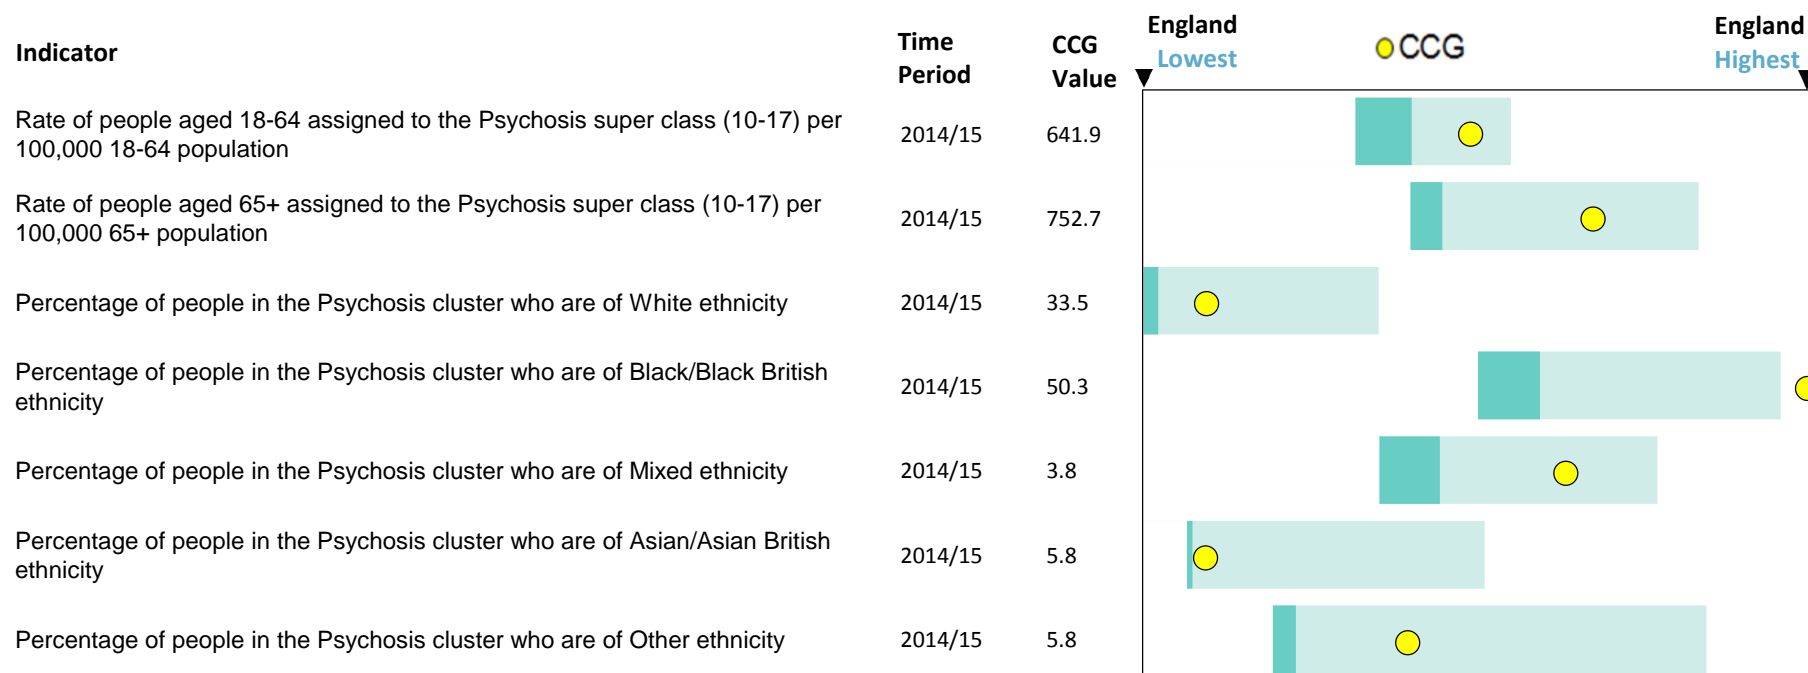 Indicator
Time
Period
CCG
Value
England
Lowest
CCG
England
Highest
Rate of people aged 18-64 assigned to the Psychosis super class (10-17) per
100,000 18-64 population
2014/15
641.9
Rate of people aged 65+ assigned to the Psychosis super class (10-17) per
100,000 65+ population
2014/15
752.7
Percentage of people in the Psychosis cluster who are of White ethnicity
2014/15
33.5
Percentage of people in the Psychosis cluster who are of Black/Black British
ethnicity
2014/15
50.3
Percentage of people in the Psychosis cluster who are of Mixed ethnicity
2014/15
3.8
Percentage of people in the Psychosis cluster who are of Asian/Asian British
ethnicity
2014/15
5.8
Percentage of people in the Psychosis cluster who are of Other ethnicity
2014/15
5.8